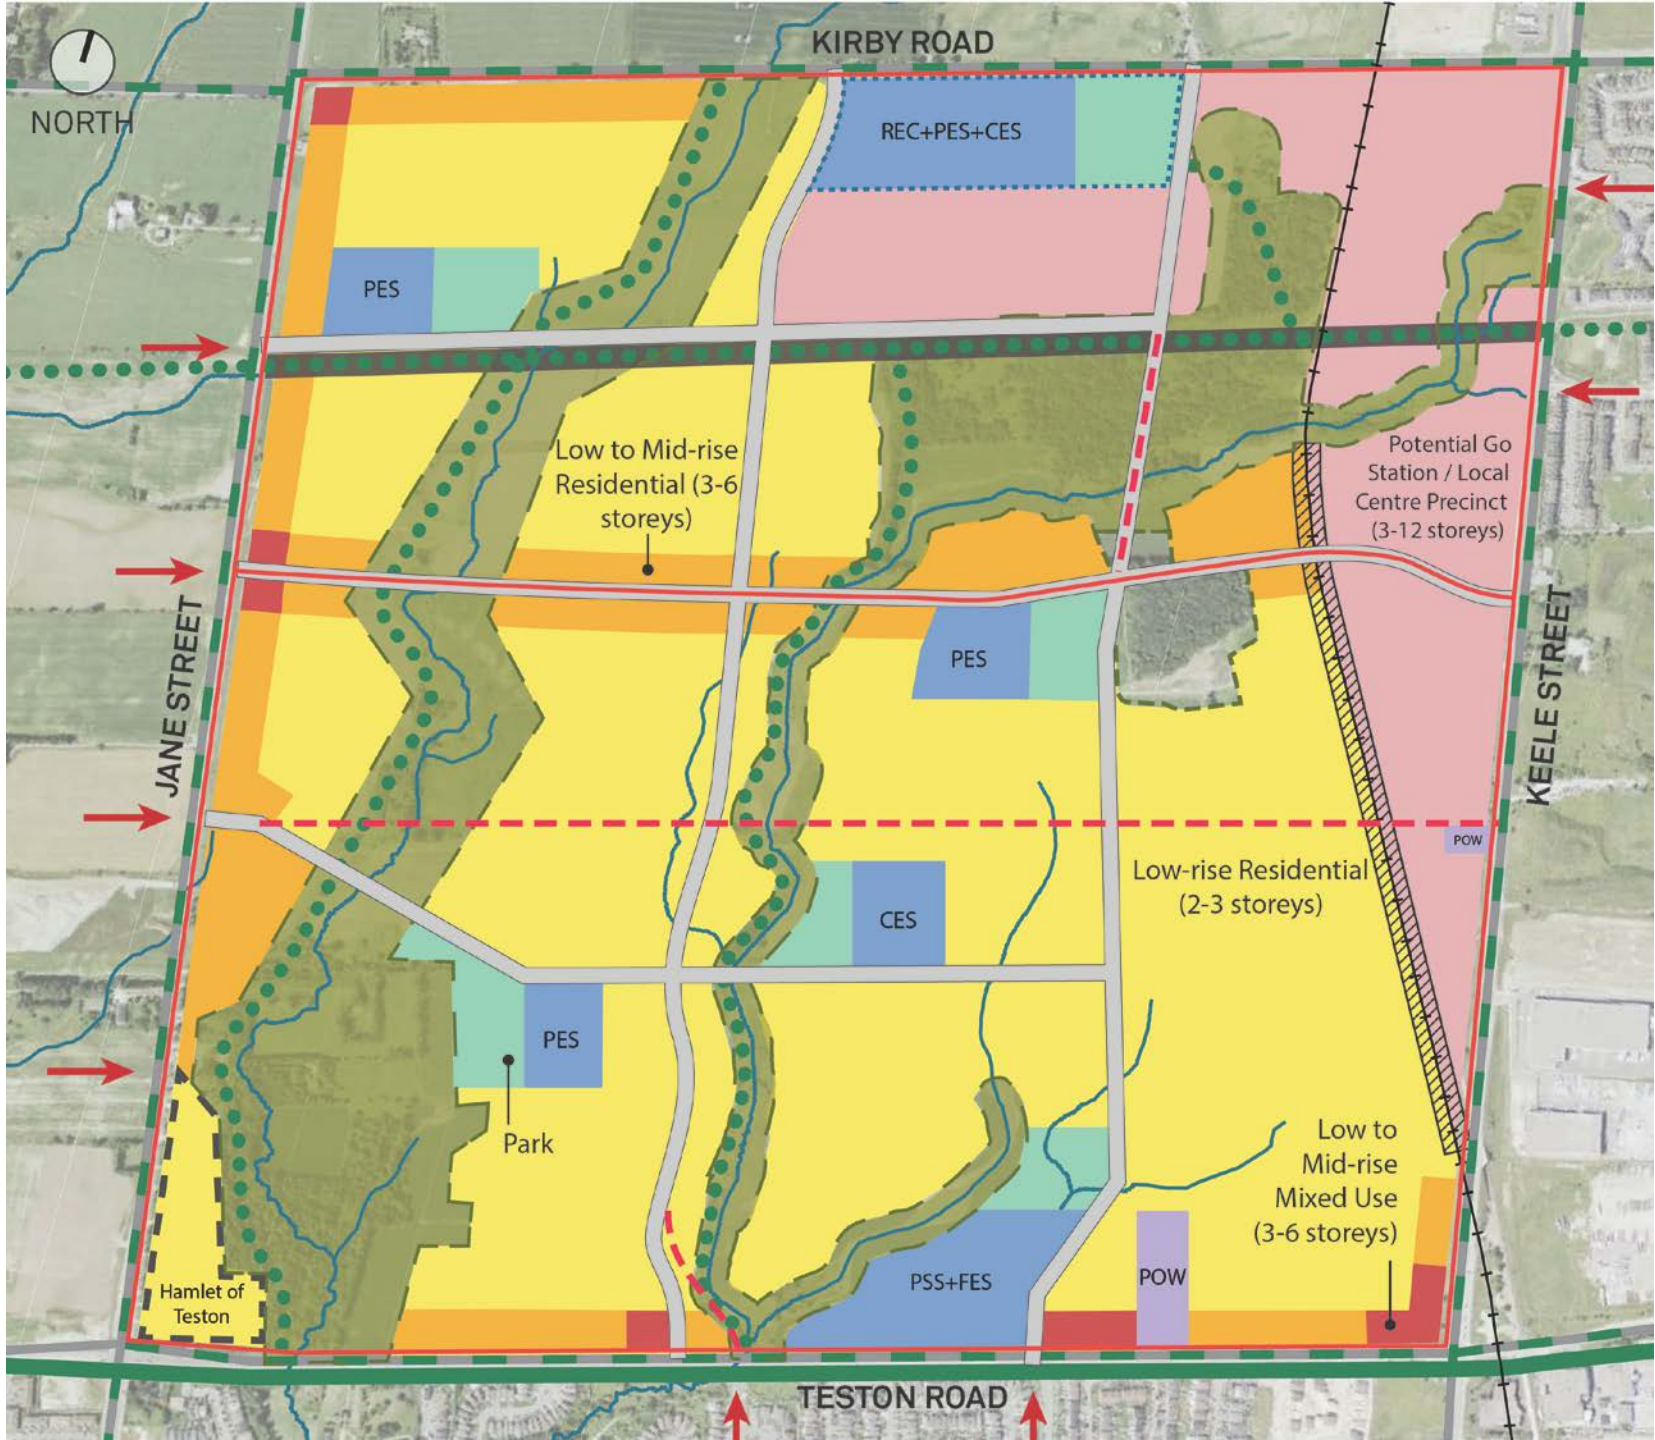 KIRBY ROAD
NORTH
REC+PES+CES
PES
Low to Mid-rise
Residential (3-6
storeys)
Potential Go
Station / Local
Centre Precinct
(3-12 storeys)
JANE STREET
KEELE STREET
PES
POW
Low-rise Residential
(2-3 storeys)
CES
PES
Park
Low to
Mid-rise
Mixed Use
(3-6 storeys)
Hamlet of
Teston
PSS+FES
POW
TESTON ROAD